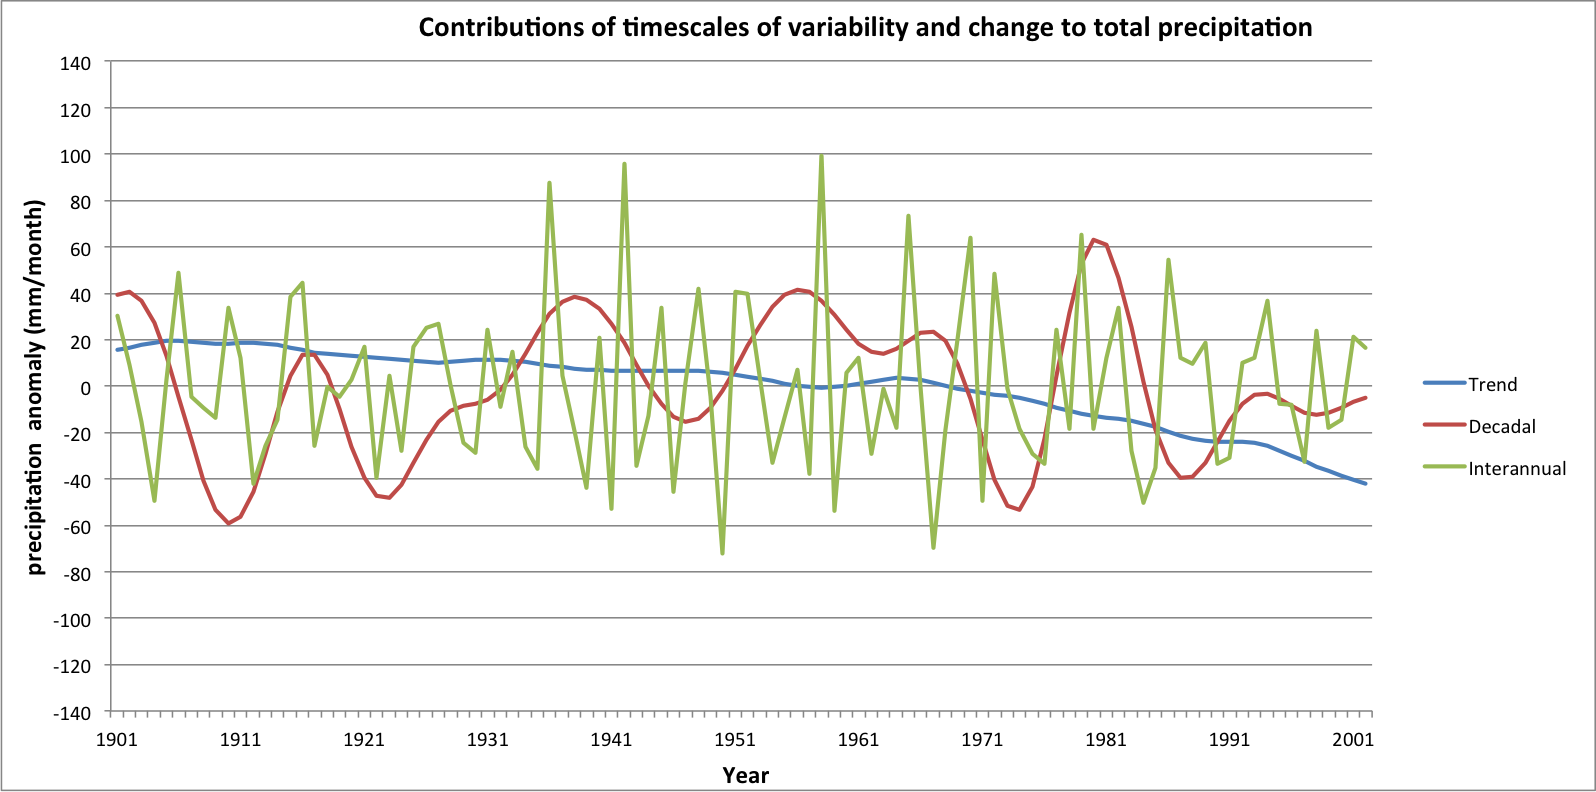 Contributions of timescales of variability and change to total precipitation
140
120
100
80
60
40
20
0
-20
-40
-60
-80
-100
-120
-140
precipitation anomaly (mm/month)
1901 1911 1921 1931 1941 1951 1961 1971 1981 1991 2001
Year
Trend
Decadal
Interannual